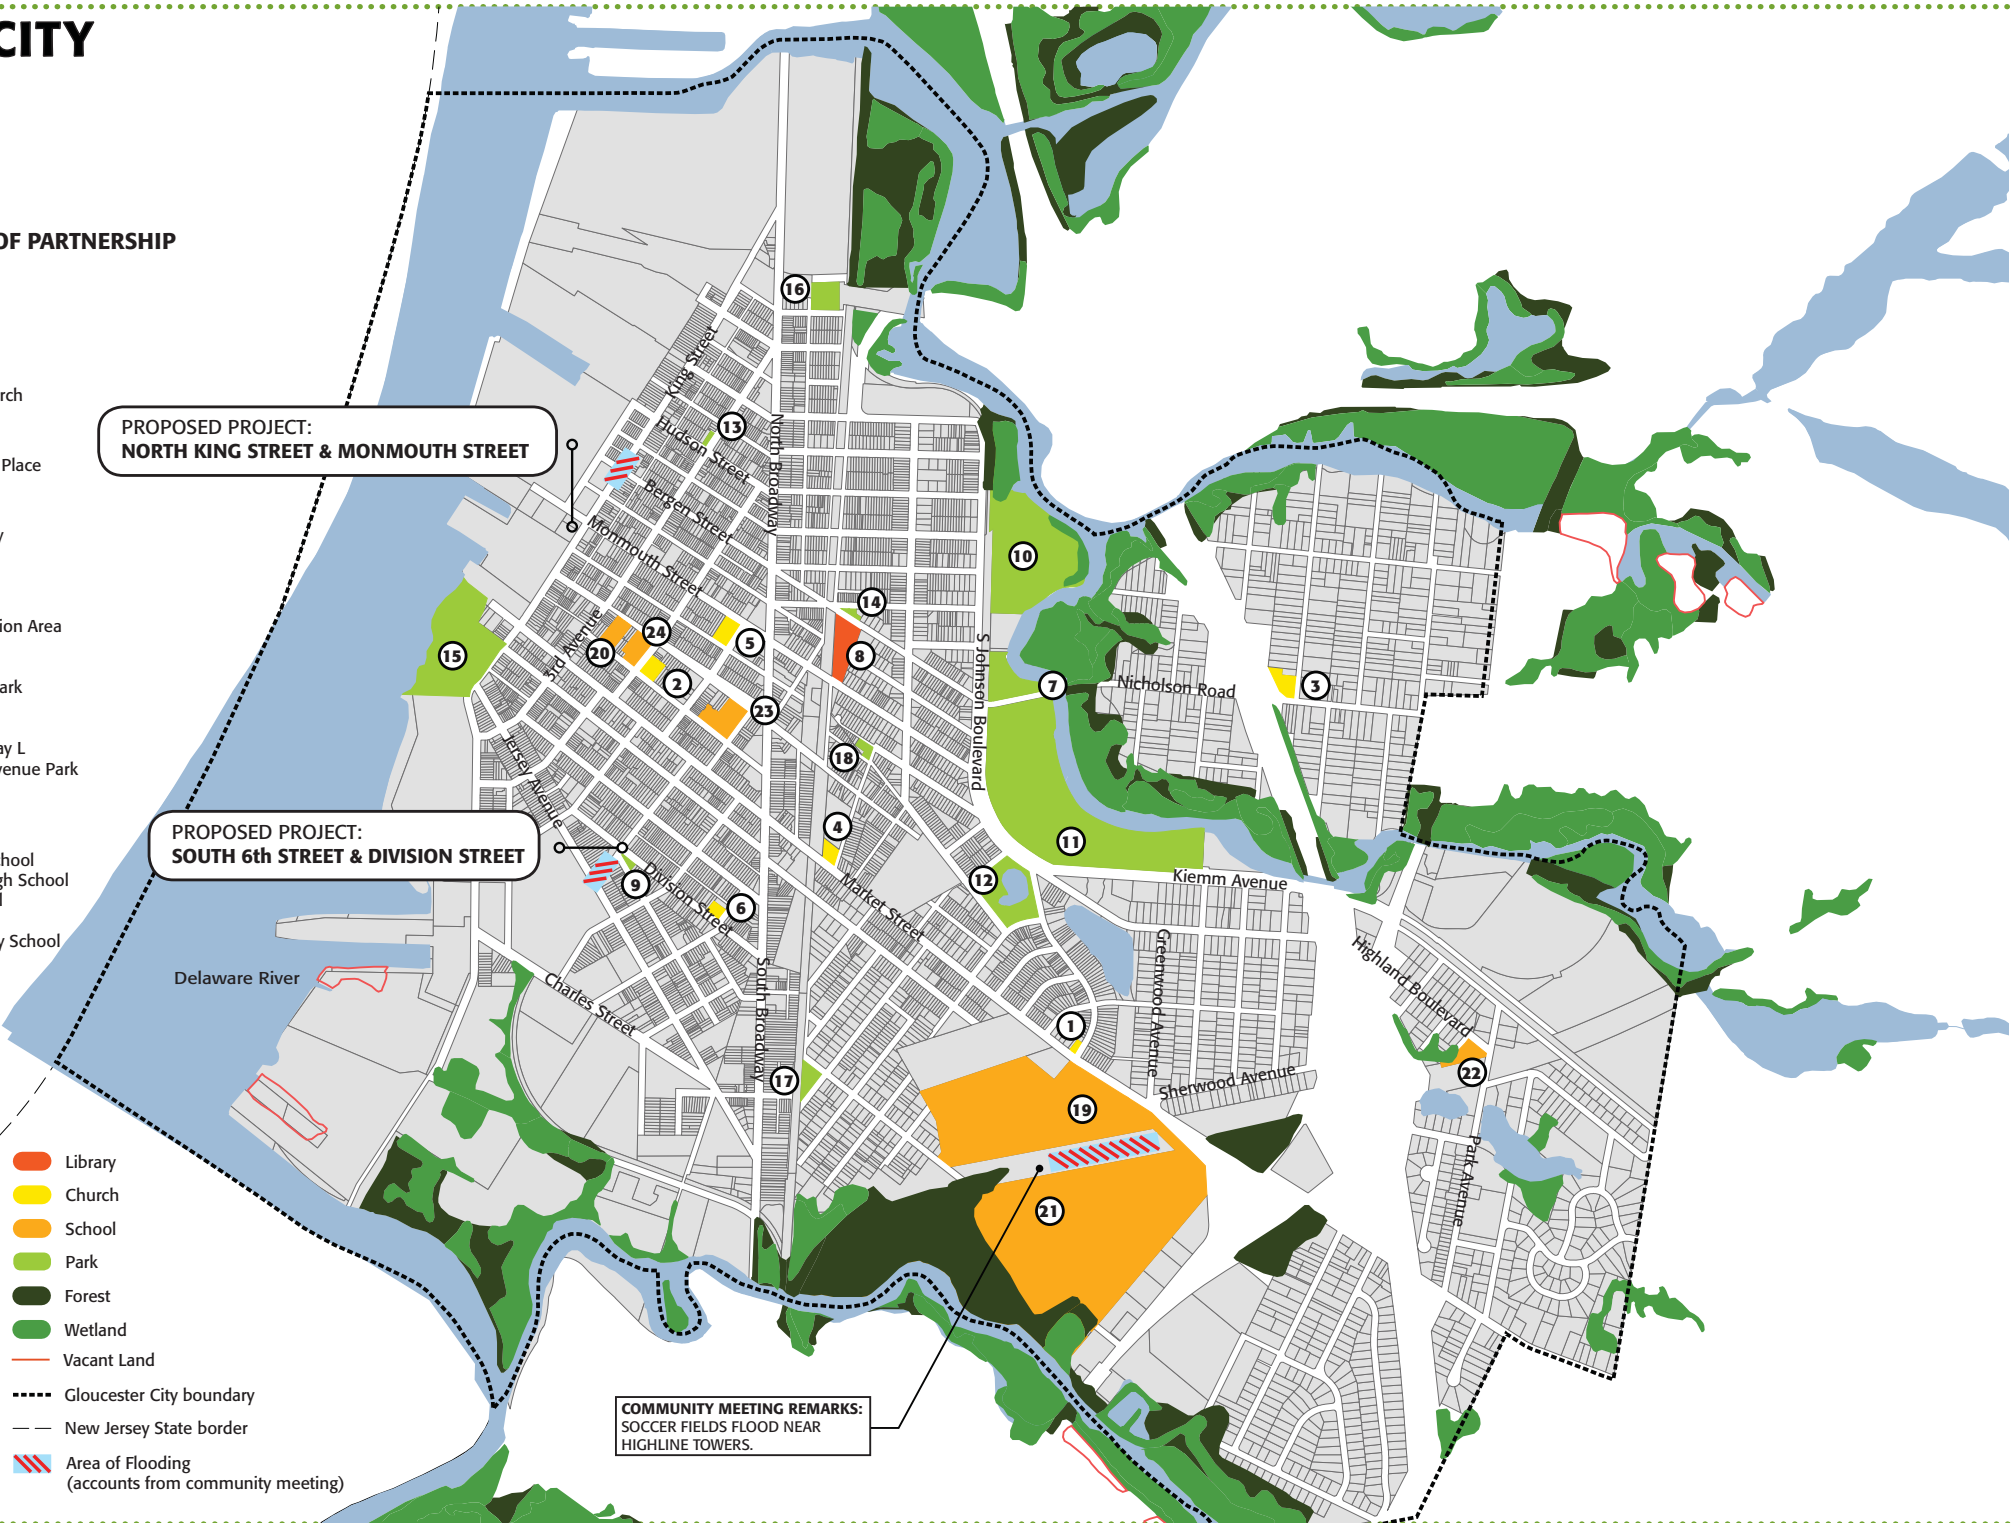 CITY
OF PARTNERSHIP
rch
Place
y
ion Area
ark
ay L
venue Park
chool
gh School
l
y School
PROPOSED PROJECT:
NORTH KING STREET & MONMOUTH STREET
PROPOSED PROJECT:
SOUTH 6th STREET & DIVISION STREET
Delaware River
King Street
Hudson Street
Bergen Street
Monmouth Street
North Broadway
3rd Avenue
Jersey Avenue
Division Street
Charles Street
South Broadway
Market Street
S Johnson Boulevard
Nicholson Road
Kiemm Avenue
Greenwood Avenue
Sherwood Avenue
Highland Boulevard
Park Avenue
16
13
10
14
15
20
24
5
8
2
23
7
3
18
4
11
12
9
6
1
17
19
22
21
COMMUNITY MEETING REMARKS:
SOCCER FIELDS FLOOD NEAR
HIGHLINE TOWERS.
Library
Church
School
Park
Forest
Wetland
Vacant Land
Gloucester City boundary
New Jersey State border
Area of Flooding
(accounts from community meeting)